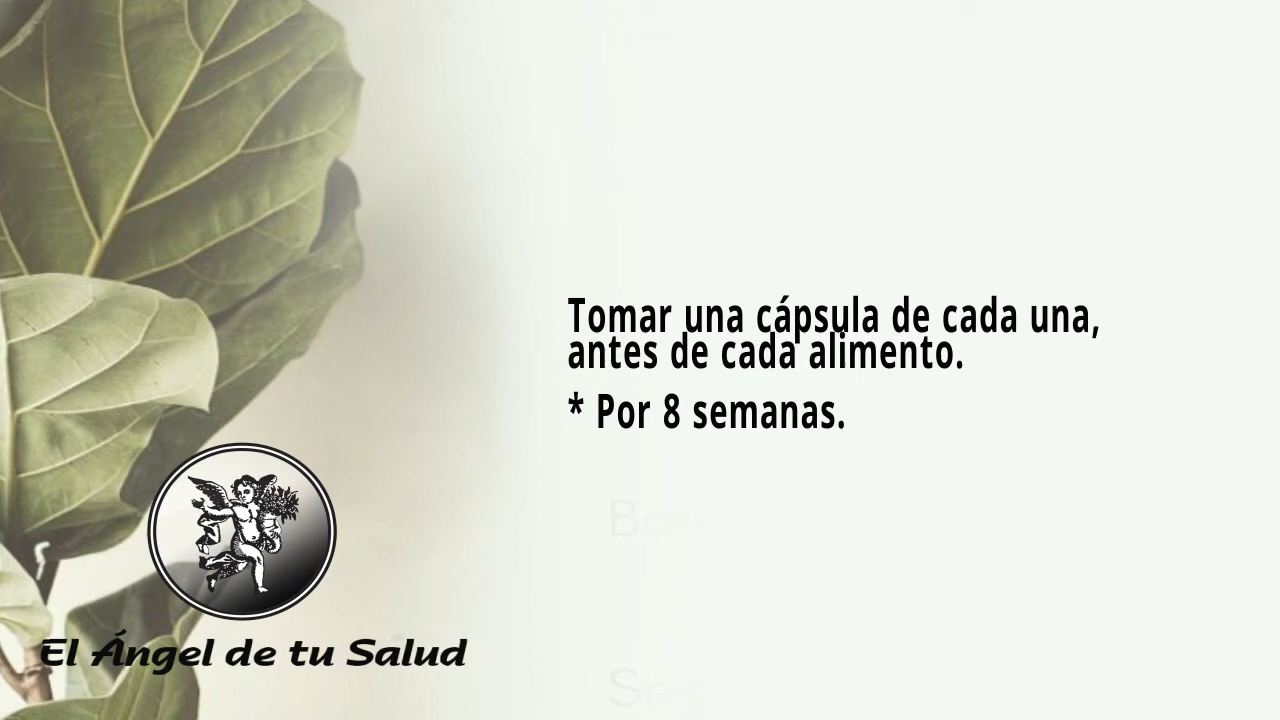 Tomar una cápsula de cada una,
antes de cada alimento.
* Por 8 semanas.
El Ángel de tu Salud